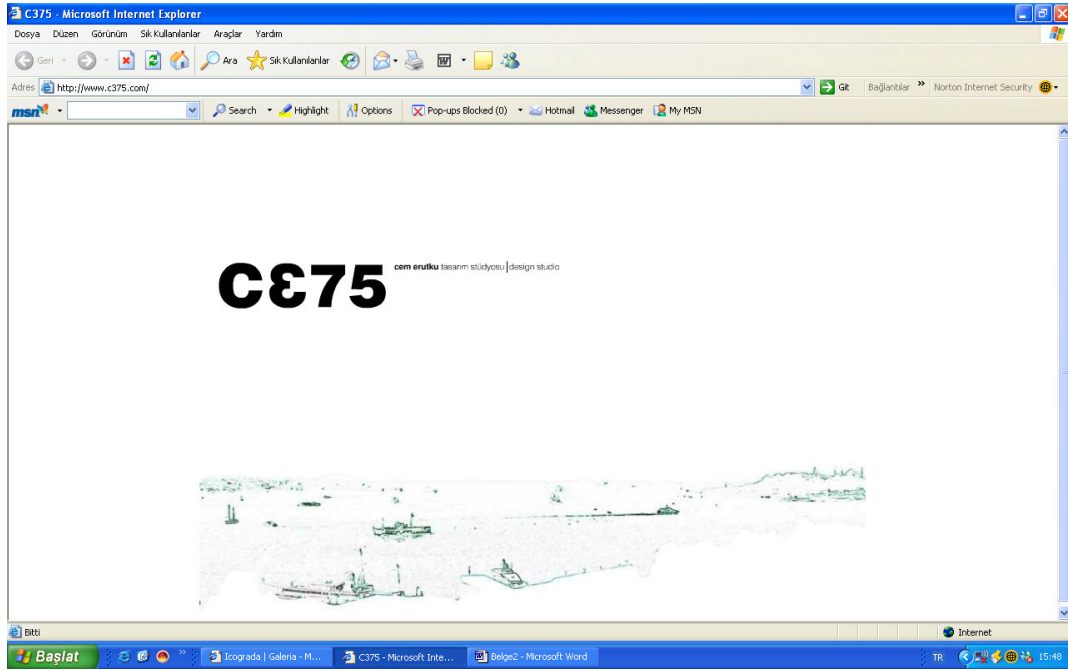 C375 - Microsoft Internet Explorer
Dosya Düzen Görünüm Sık Kullanılanlar Araçlar Yardım
Geri Ara Sık Kullanılanlar
Adres http://www.c375.com/ Git Bağlantılar » Norton Internet Security
msn Search Highlight Options Pop-ups Blocked (0) Hotmail Messenger My MSN
CƐ75 cem erutku tasarım stüdyosu|design studio
Bitti Internet
Başlat » Icograda | Galeria - M... C375 - Microsoft Inte... Belge2 - Microsoft Word TR 15:48